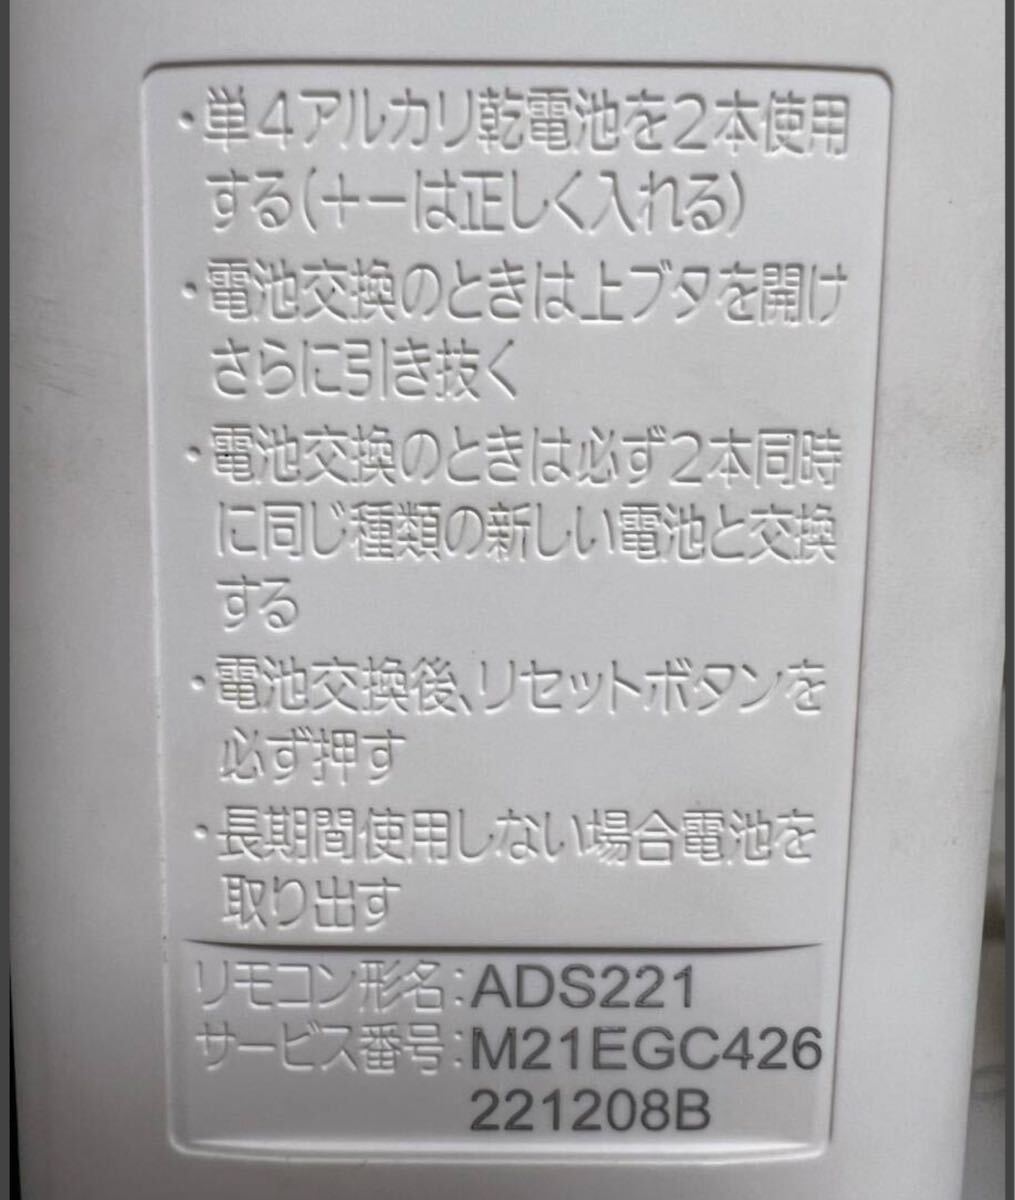 ・単4アルカリ乾電池を2本使用
する(+ーは正しく入れる)
・電池交換のときは上ブタを開け
さらに引き抜く
・電池交換のときは必ず2本同時
に同じ種類の新しい電池と交換
する
・電池交換後、リセットボタンを
必ず押す
・長期間使用しない場合電池を
取り出す
リモコン形名:ADS221
サービス番号:M21EGC426
221208B